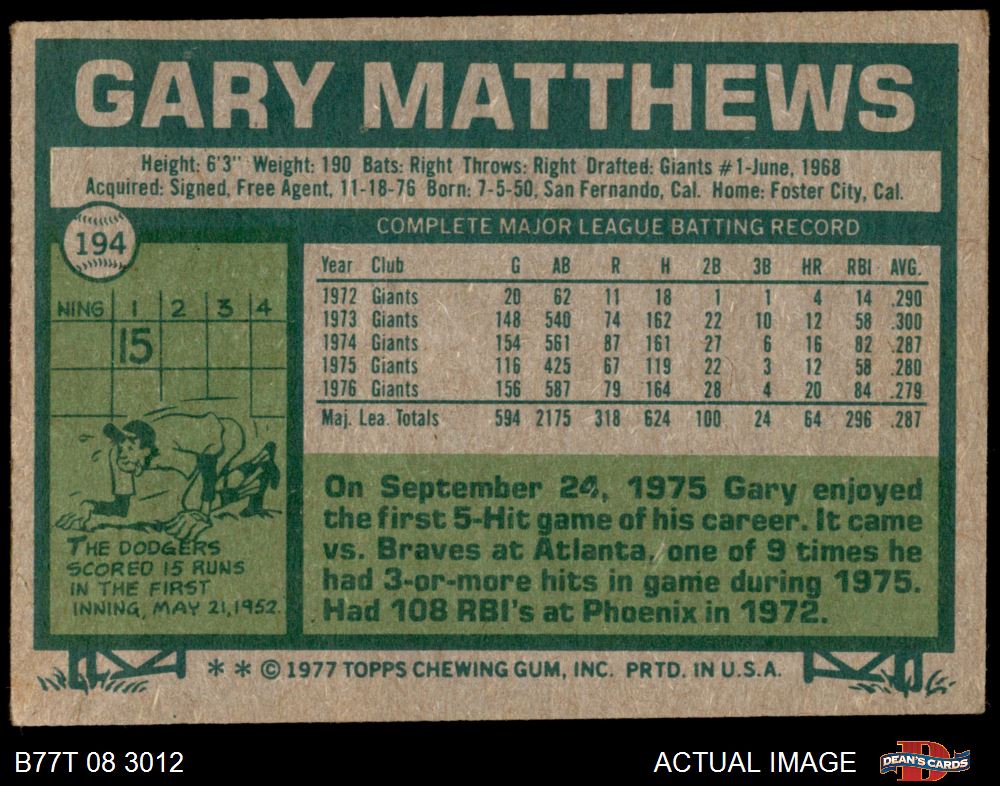 GARY MATTHEWS
Height: 6'3" Weight: 190 Bats: Right Throws: Right Drafted: Giants #1-June, 1968
Acquired: Signed, Free Agent, 11-18-76 Born: 7-5-50, San Fernando, Cal. Home: Foster City, Cal.
194
COMPLETE MAJOR LEAGUE BATTING RECORD
Year Club G AB R H 2B 3B HR RBI AVG.
1972 Giants 20 62 11 18 1 1 4 14 .290
1973 Giants 148 540 74 162 22 10 12 58 .300
1974 Giants 154 561 87 161 27 6 16 82 .287
1975 Giants 116 425 67 119 22 3 12 58 .280
1976 Giants 156 587 79 164 28 4 20 84 .279
Maj. Lea. Totals 594 2175 318 624 100 24 64 296 .287
NING 1 2 3 4
15
THE DODGERS
SCORED 15 RUNS
IN THE FIRST
INNING, MAY 21, 1952.
On September 24, 1975 Gary enjoyed
the first 5-Hit game of his career. It came
vs. Braves at Atlanta, one of 9 times he
had 3-or-more hits in game during 1975.
Had 108 RBI's at Phoenix in 1972.
* * © 1977 TOPPS CHEWING GUM, INC. PRTD. IN U.S.A.
B77T 08 3012
ACTUAL IMAGE
D
DEAN'S CARDS